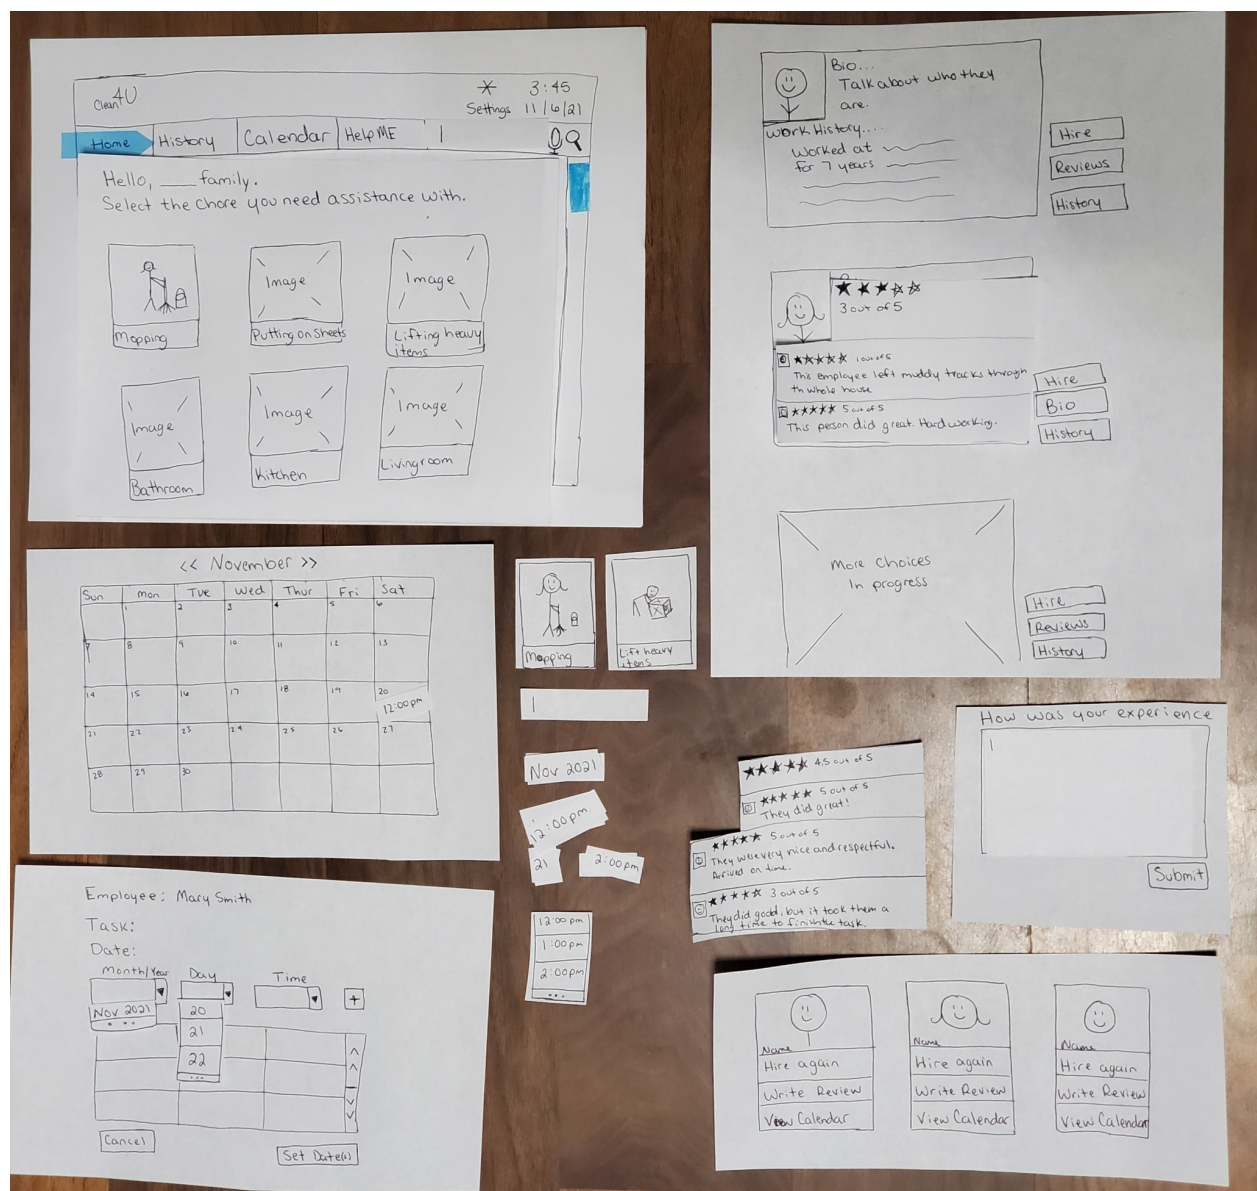 Clean4U
Settings
3:45
11/6/21
Home
History
Calendar
HelpME
Hello, ___ family.
Select the chore you need assistance with.
Mopping
Image
Putting on Sheets
Image
Lifting heavy
items
Image
Bathroom
Image
Kitchen
Image
Livingroom
Bio...
Talk about who they
are.
Work History....
Worked at
for 7 years
Hire
Reviews
History
3 out of 5
1 out of 5
This employee left muddy tracks through
th whole house
5 out of 5
This person did great. Hard working.
Hire
Bio
History
More Choices
In progress
Hire
Reviews
History
<< November >>
Sun Mon Tue Wed Thur Fri Sat
1 2 3 4 5 6
7 8 9 10 11 12 13
14 15 16 17 18 19 20
12:00pm
21 22 23 24 25 26 27
28 29 30
Mopping
Lift heavy
items
Nov 2021
12:00pm
21
2:00pm
12:00pm
1:00pm
2:00pm
...
4.5 out of 5
5 out of 5
They did great!
5 out of 5
They were very nice and respectful.
Arrived on time.
3 out of 5
They did good, but it took them a
long time to finish the task.
How was your experience
Submit
Employee: Mary Smith
Task:
Date:
Month/Year
Day
Time
+
Nov 2021
...
20
21
22
...
Cancel
Set Date(s)
Name
Hire again
Write Review
View Calendar
Name
Hire again
Write Review
View Calendar
Name
Hire again
Write Review
View Calendar